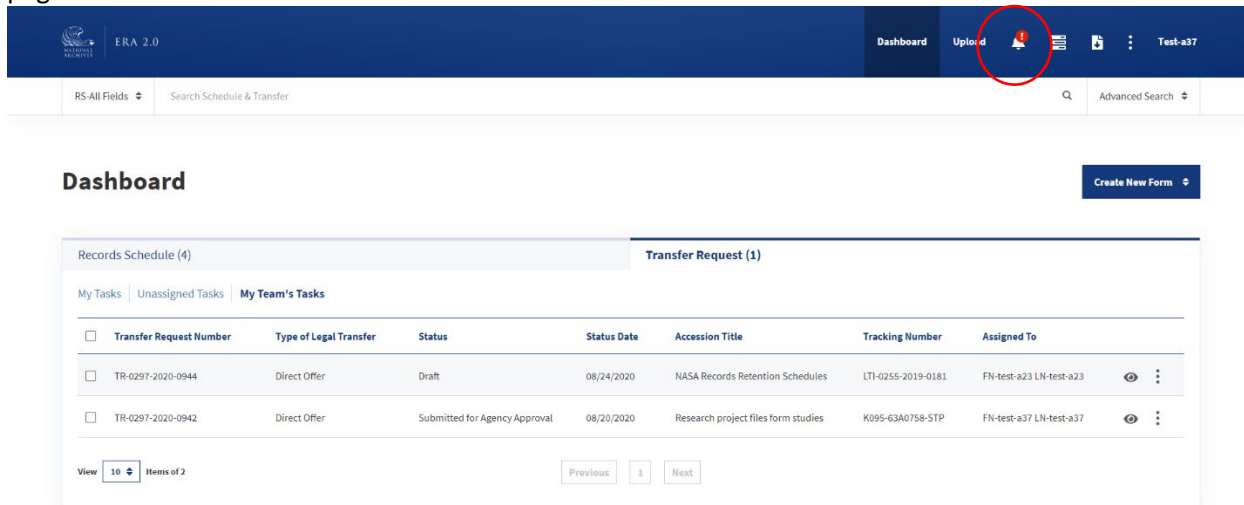 NATIONAL ARCHIVES ERA 2.0 Dashboard Upload ! Test-a37
RS-All Fields Search Schedule & Transfer Advanced Search
Dashboard Create New Form
Records Schedule (4) Transfer Request (1)
My Tasks Unassigned Tasks My Team's Tasks
Transfer Request Number Type of Legal Transfer Status Status Date Accession Title Tracking Number Assigned To
TR-0297-2020-0944 Direct Offer Draft 08/24/2020 NASA Records Retention Schedules LTI-0255-2019-0181 FN-test-a23 LN-test-a23
TR-0297-2020-0942 Direct Offer Submitted for Agency Approval 08/20/2020 Research project files form studies K095-63A0758-STP FN-test-a37 LN-test-a37
View 10 Items of 2 Previous 1 Next